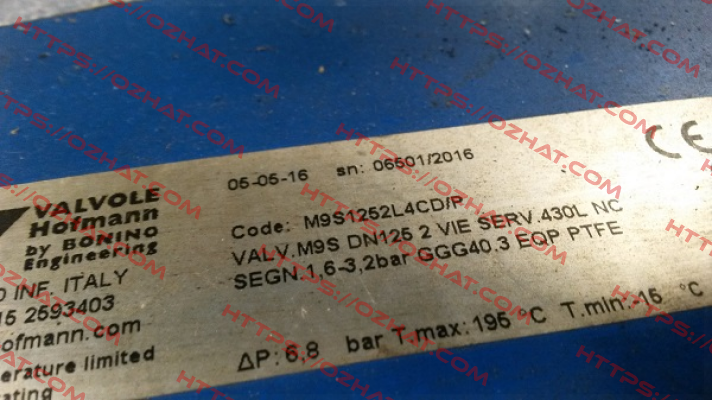 VALVOLE
Hofmann
by BONINO
Engineering
INF. ITALY
2593403
ofmann.com
erature limited
ating
05-05-16 sn: 06501/2016
Code: M9S1252L4CD/P
VALV.M9S DN125 2 VIE SERV.430L NC
SEGN.1,6-3,2bar GGG40.3 EQP PTFE
ΔP: 6,8 bar T.max: 195 °C T.min: 15 °C
CE
HTTPS://OZHAT.COM